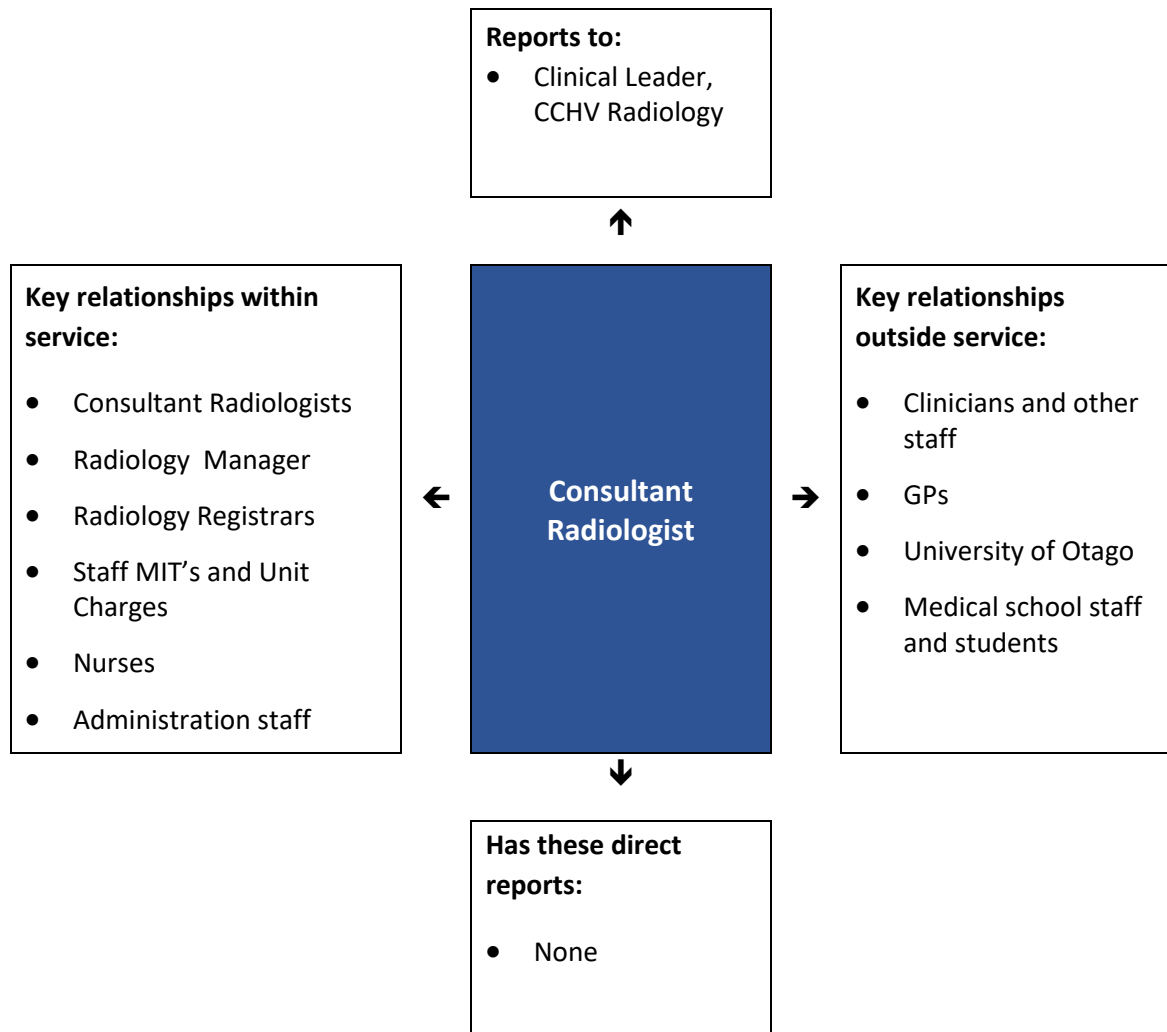 Reports to:
• Clinical Leader,
CCHV Radiology
Key relationships within
service:
• Consultant Radiologists
• Radiology  Manager
• Radiology Registrars
• Staff MIT’s and Unit
Charges
• Nurses
• Administration staff
Consultant
Radiologist
Key relationships
outside service:
• Clinicians and other
staff
• GPs
• University of Otago
• Medical school staff
and students
Has these direct
reports:
• None